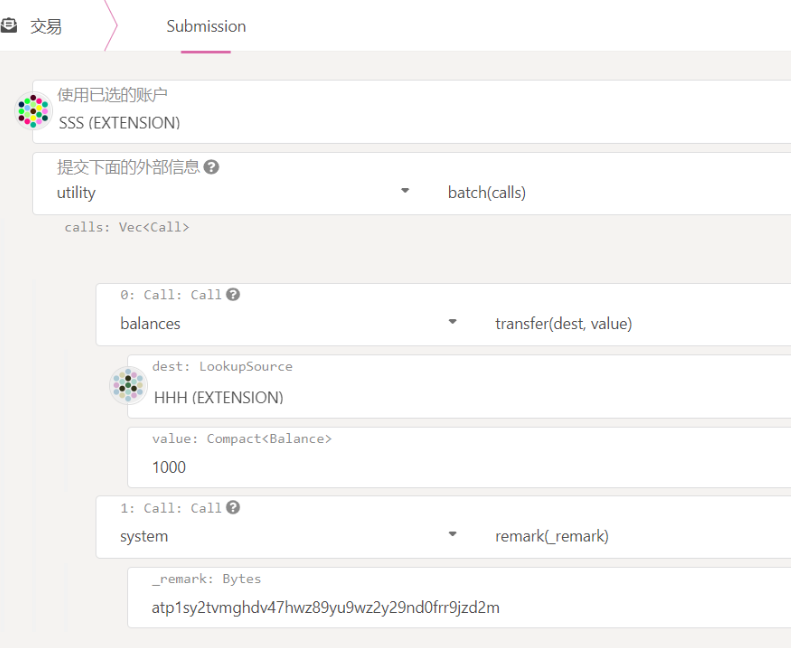 交易
Submission
使用已选的账户
SSS (EXTENSION)
提交下面的外部信息
utility batch(calls)
calls: Vec<Call>
0: Call: Call
balances transfer(dest, value)
dest: LookupSource
HHH (EXTENSION)
value: Compact<Balance>
1000
1: Call: Call
system remark(_remark)
_remark: Bytes
atp1sy2tvmghdv47hwz89yu9wz2y29nd0frr9jzd2m